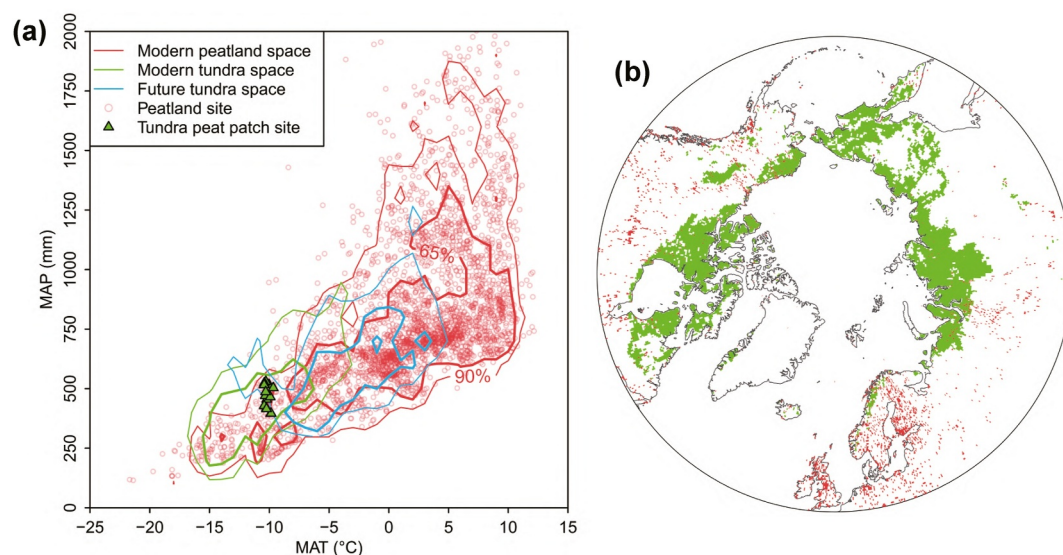 (a)
2000
1750
1500
1250
1000
750
500
250
0
MAP (mm)
Modern peatland space
Modern tundra space
Future tundra space
Peatland site
Tundra peat patch site
65%
90%
−25 −20 −15 −10 −5 0 5 10 15
MAT (°C)
(b)